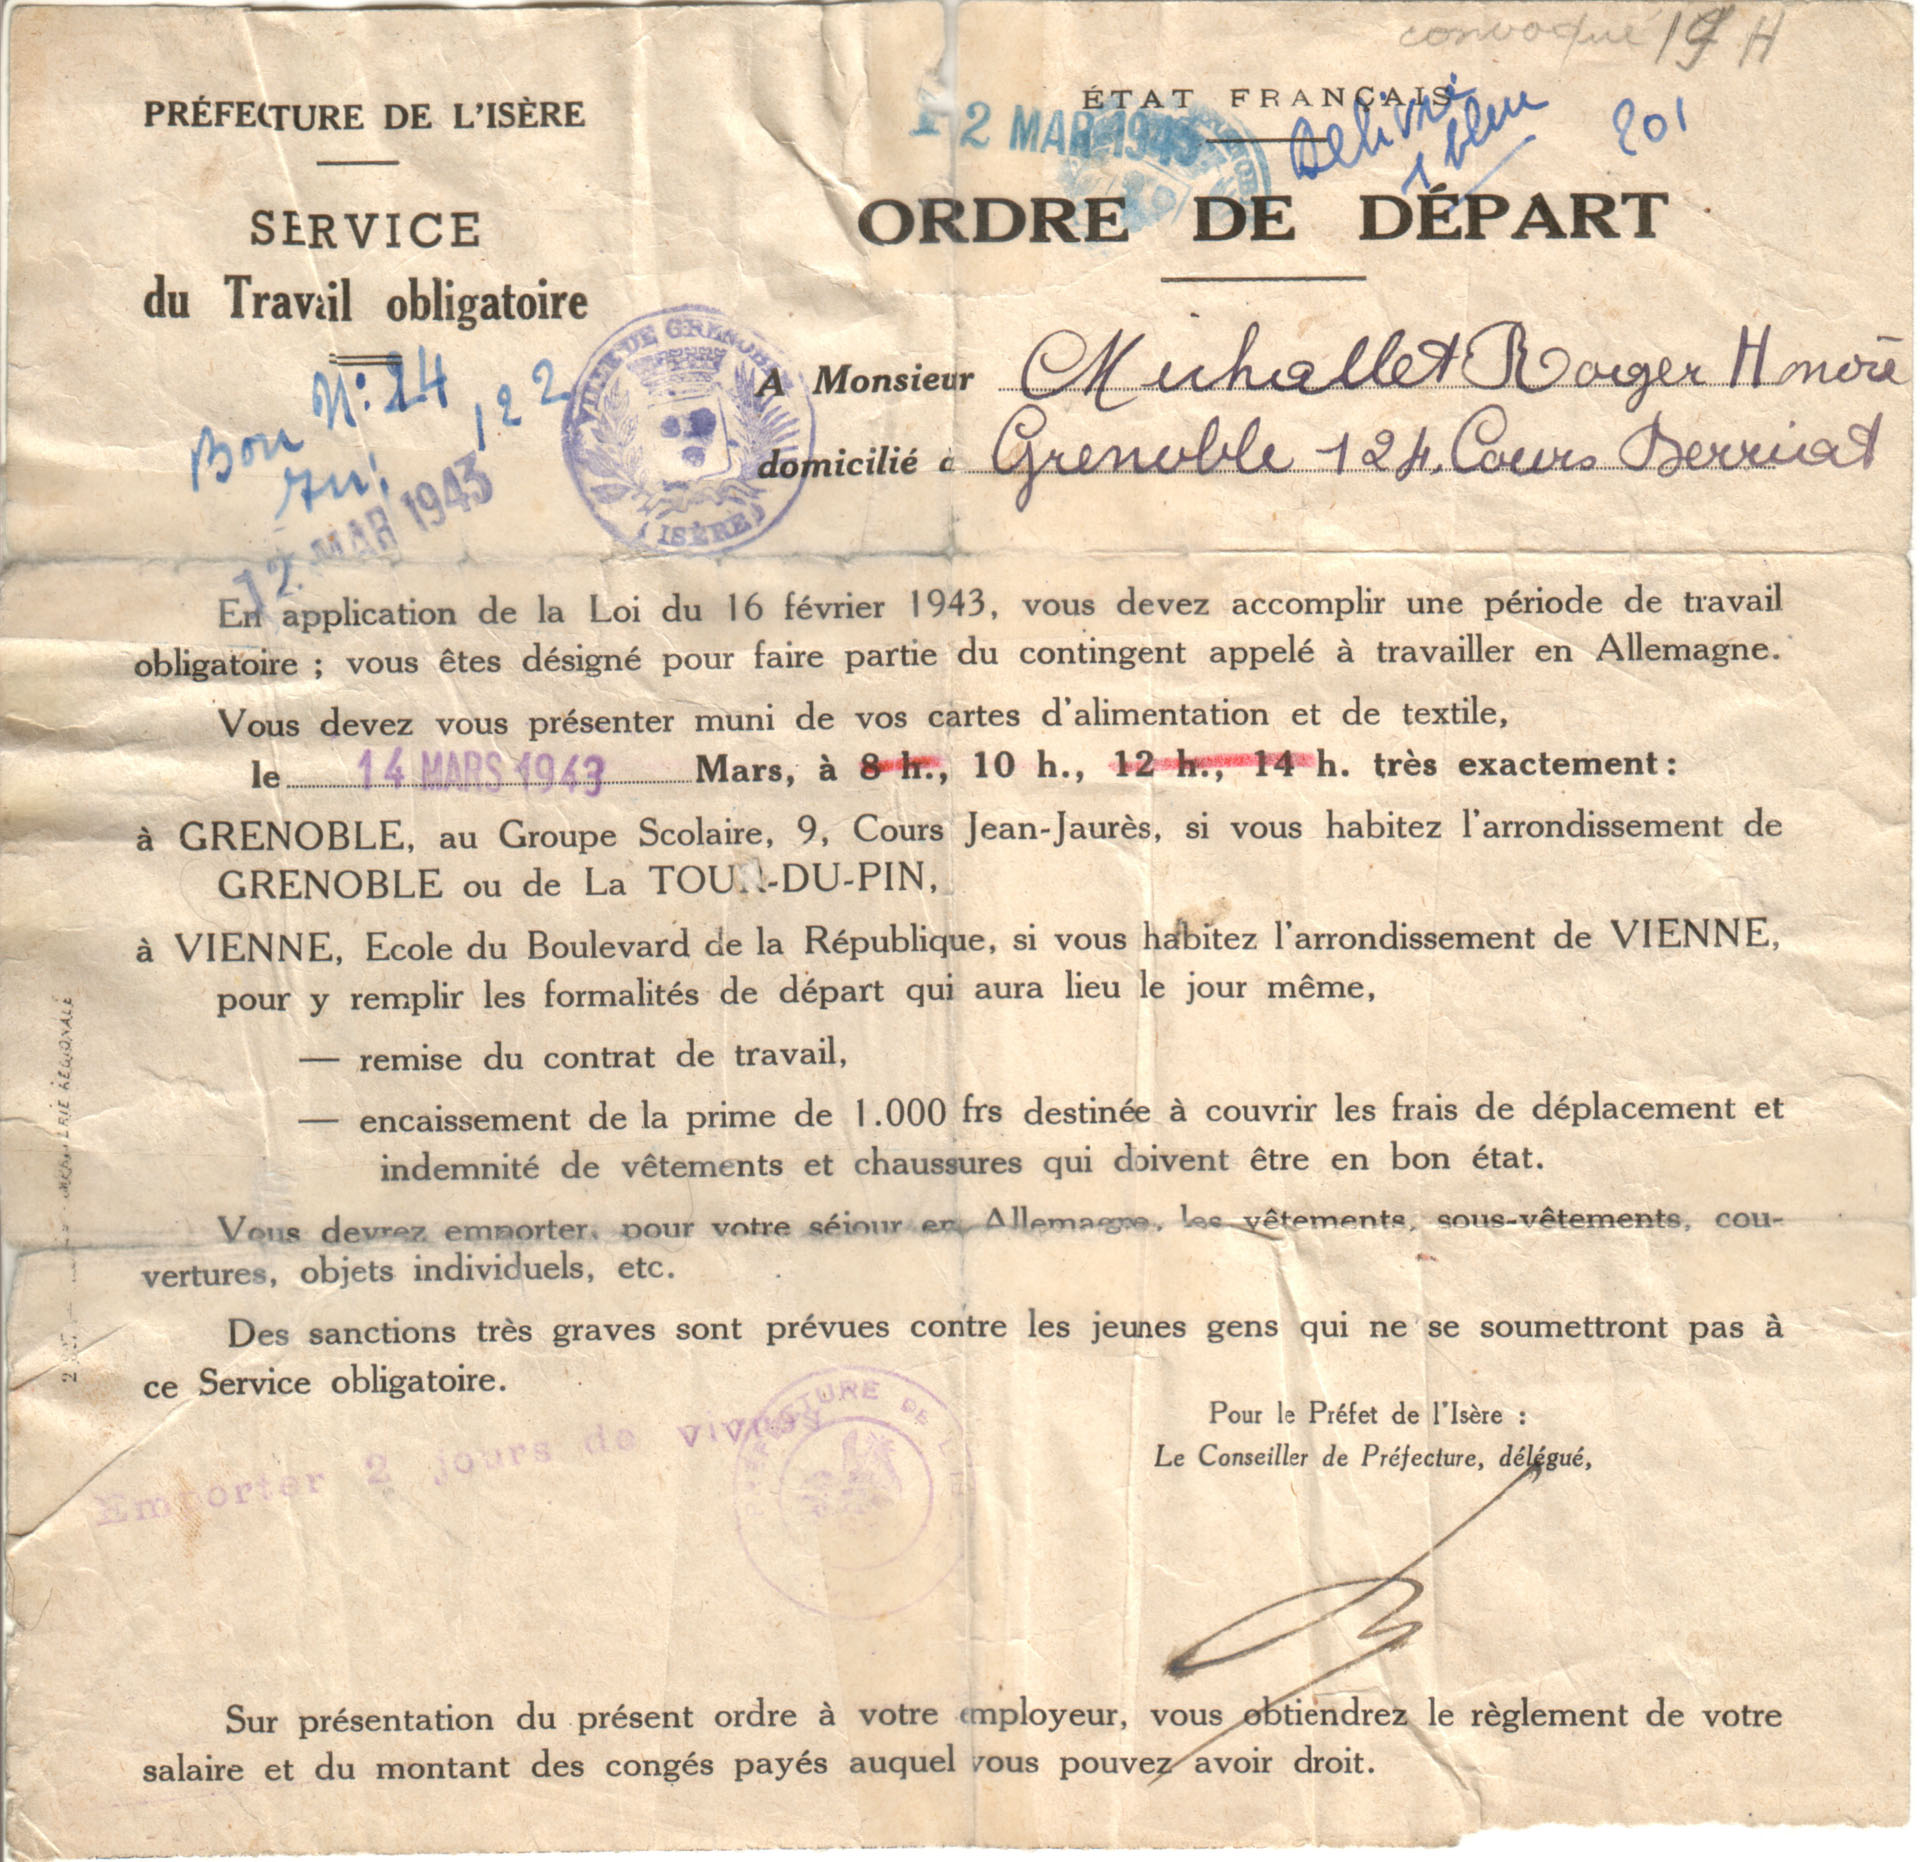 convoqué 19 H
PRÉFECTURE DE L'ISÈRE
SERVICE
du Travail obligatoire
Bon N°: 24
122
12 MAR 1943
ÉTAT FRANÇAIS
12 MAR 1943
Délivré
1 bleu
201
ORDRE DE DÉPART
VILLE DE GRENOBLE
(ISÈRE)
A Monsieur Michallet Roger Honoré
domicilié à Grenoble 124, Cours Berriat
En application de la Loi du 16 février 1943, vous devez accomplir une période de travail
obligatoire ; vous êtes désigné pour faire partie du contingent appelé à travailler en Allemagne.
Vous devez vous présenter muni de vos cartes d'alimentation et de textile,
le 14 MARS 1943 Mars, à 8 h., 10 h., 12 h., 14 h. très exactement :
à GRENOBLE, au Groupe Scolaire, 9, Cours Jean-Jaurès, si vous habitez l'arrondissement de
GRENOBLE ou de La TOUR-DU-PIN,
à VIENNE, Ecole du Boulevard de la République, si vous habitez l'arrondissement de VIENNE,
pour y remplir les formalités de départ qui aura lieu le jour même,
— remise du contrat de travail,
— encaissement de la prime de 1.000 frs destinée à couvrir les frais de déplacement et
indemnité de vêtements et chaussures qui doivent être en bon état.
Vous devrez emporter, pour votre séjour en Allemagne, les vêtements, sous-vêtements, cou-
vertures, objets individuels, etc.
Des sanctions très graves sont prévues contre les jeunes gens qui ne se soumettront pas à
ce Service obligatoire.
Emporter 2 jours de vivres
PRÉFECTURE DE L'
Pour le Préfet de l'Isère :
Le Conseiller de Préfecture, délégué,
Sur présentation du présent ordre à votre employeur, vous obtiendrez le règlement de votre
salaire et du montant des congés payés auquel vous pouvez avoir droit.
IMPRIMERIE RÉGIONALE